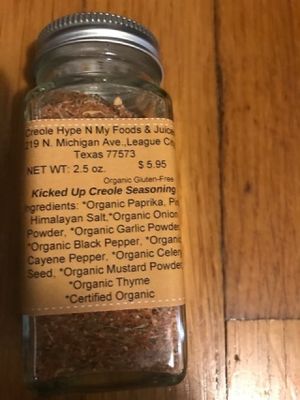 Creole Hype N My Foods & Juice
219 N. Michigan Ave.,League City
Texas 77573
NET WT: 2.5 oz. $ 5.95
Organic Gluten-Free
Kicked Up Creole Seasoning
Ingredients: *Organic Paprika, Pin
Himalayan Salt,*Organic Onion
Powder, *Organic Garlic Powder,
*Organic Black Pepper, *Organic
Cayene Pepper, *Organic Celery
Seed. *Organic Mustard Powder,
*Organic Thyme
*Certified Organic